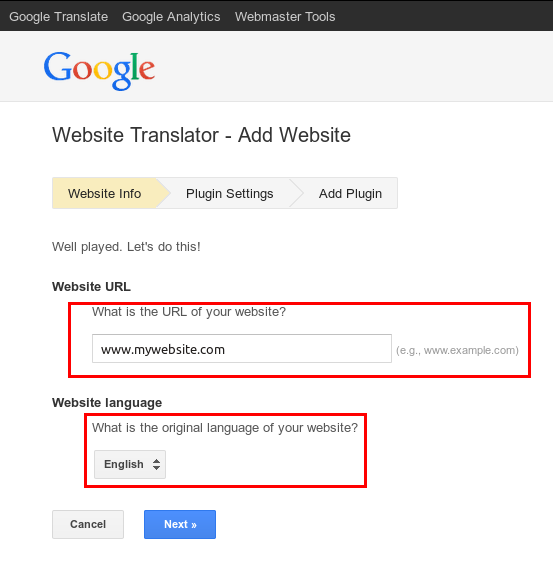 Google Translate Google Analytics Webmaster Tools
Google
Website Translator - Add Website
Website Info Plugin Settings Add Plugin
Well played. Let's do this!
Website URL
What is the URL of your website?
www.mywebsite.com (e.g., www.example.com)
Website language
What is the original language of your website?
English
Cancel Next »